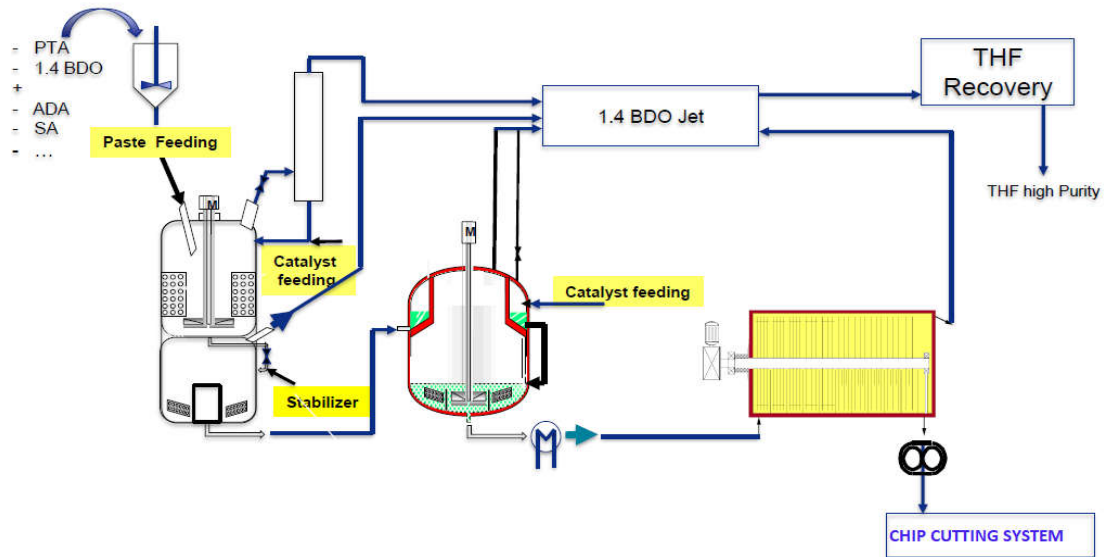 - PTA
- 1.4 BDO
+
- ADA
- SA
- ...
Paste Feeding
M
Catalyst
feeding
Stabilizer
M
Catalyst feeding
1.4 BDO Jet
THF
Recovery
THF high Purity
CHIP CUTTING SYSTEM